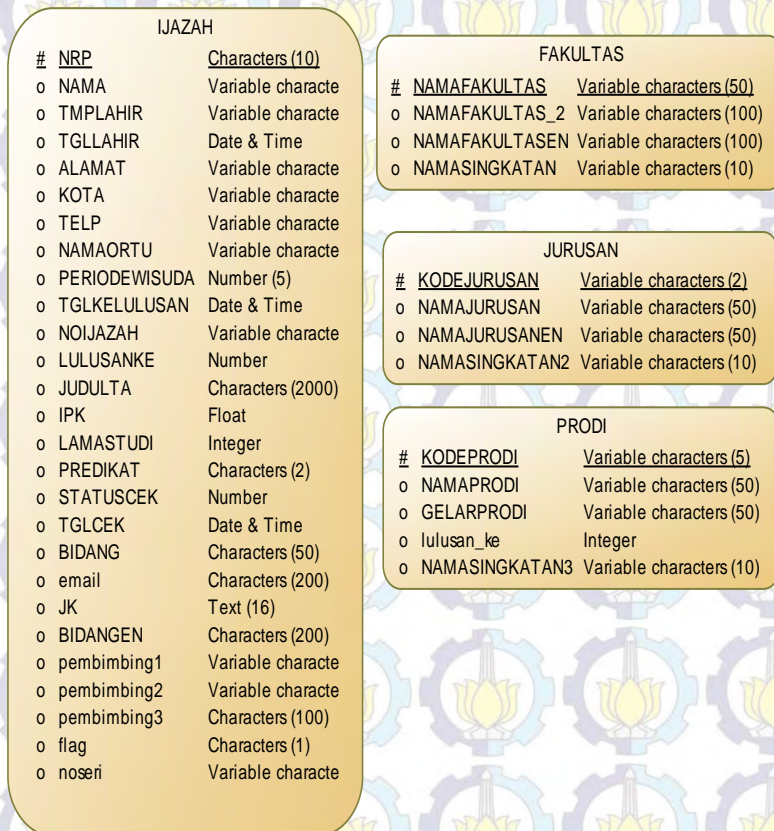 IJAZAH
# NRP Characters (10)
o NAMA Variable characte
o TMPLAHIR Variable characte
o TGLLAHIR Date & Time
o ALAMAT Variable characte
o KOTA Variable characte
o TELP Variable characte
o NAMAORTU Variable characte
o PERIODEWISUDA Number (5)
o TGLKELULUSAN Date & Time
o NOIJAZAH Variable characte
o LULUSANKE Number
o JUDULTA Characters (2000)
o IPK Float
o LAMASTUDI Integer
o PREDIKAT Characters (2)
o STATUSCEK Number
o TGLCEK Date & Time
o BIDANG Characters (50)
o email Characters (200)
o JK Text (16)
o BIDANGEN Characters (200)
o pembimbing1 Variable characte
o pembimbing2 Variable characte
o pembimbing3 Characters (100)
o flag Characters (1)
o noseri Variable characte
FAKULTAS
# NAMAFAKULTAS Variable characters (50)
o NAMAFAKULTAS_2 Variable characters (100)
o NAMAFAKULTASEN Variable characters (100)
o NAMASINGKATAN Variable characters (10)
JURUSAN
# KODEJURUSAN Variable characters (2)
o NAMAJURUSAN Variable characters (50)
o NAMAJURUSANEN Variable characters (50)
o NAMASINGKATAN2 Variable characters (10)
PRODI
# KODEPRODI Variable characters (5)
o NAMAPRODI Variable characters (50)
o GELARPRODI Variable characters (50)
o lulusan_ke Integer
o NAMASINGKATAN3 Variable characters (10)